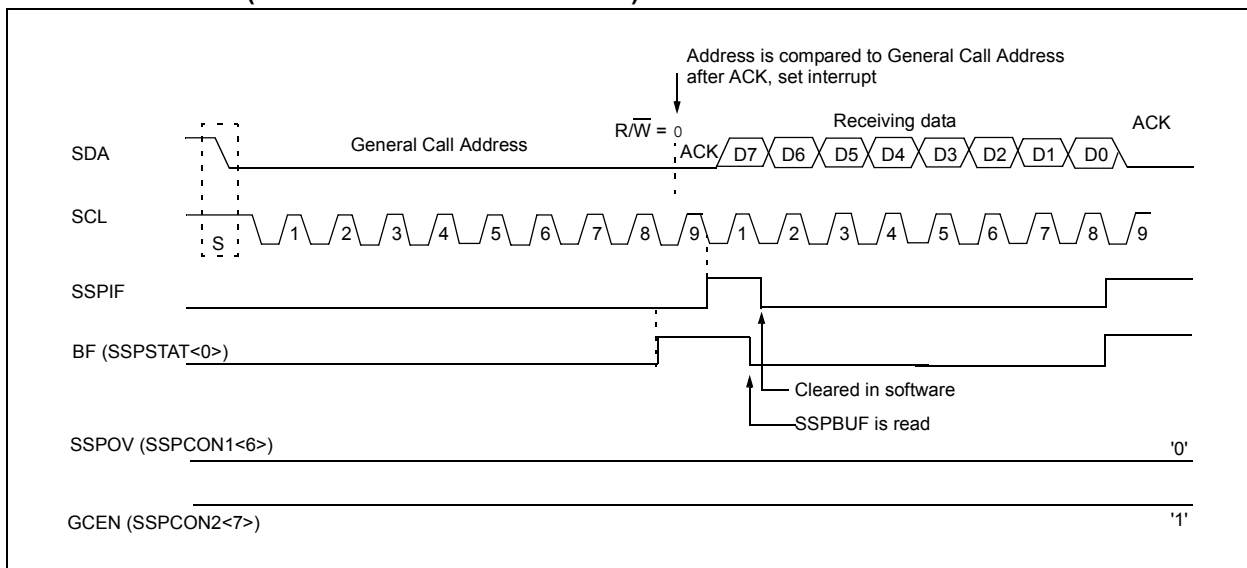 Address is compared to General Call Address
after ACK, set interrupt
R/W = 0
Receiving data
ACK
SDA
General Call Address
ACK
D7 D6 D5 D4 D3 D2 D1 D0
SCL
S
1 2 3 4 5 6 7 8 9 1 2 3 4 5 6 7 8 9
SSPIF
BF (SSPSTAT<0>)
Cleared in software
SSPBUF is read
SSPOV (SSPCON1<6>)
'0'
GCEN (SSPCON2<7>)
'1'